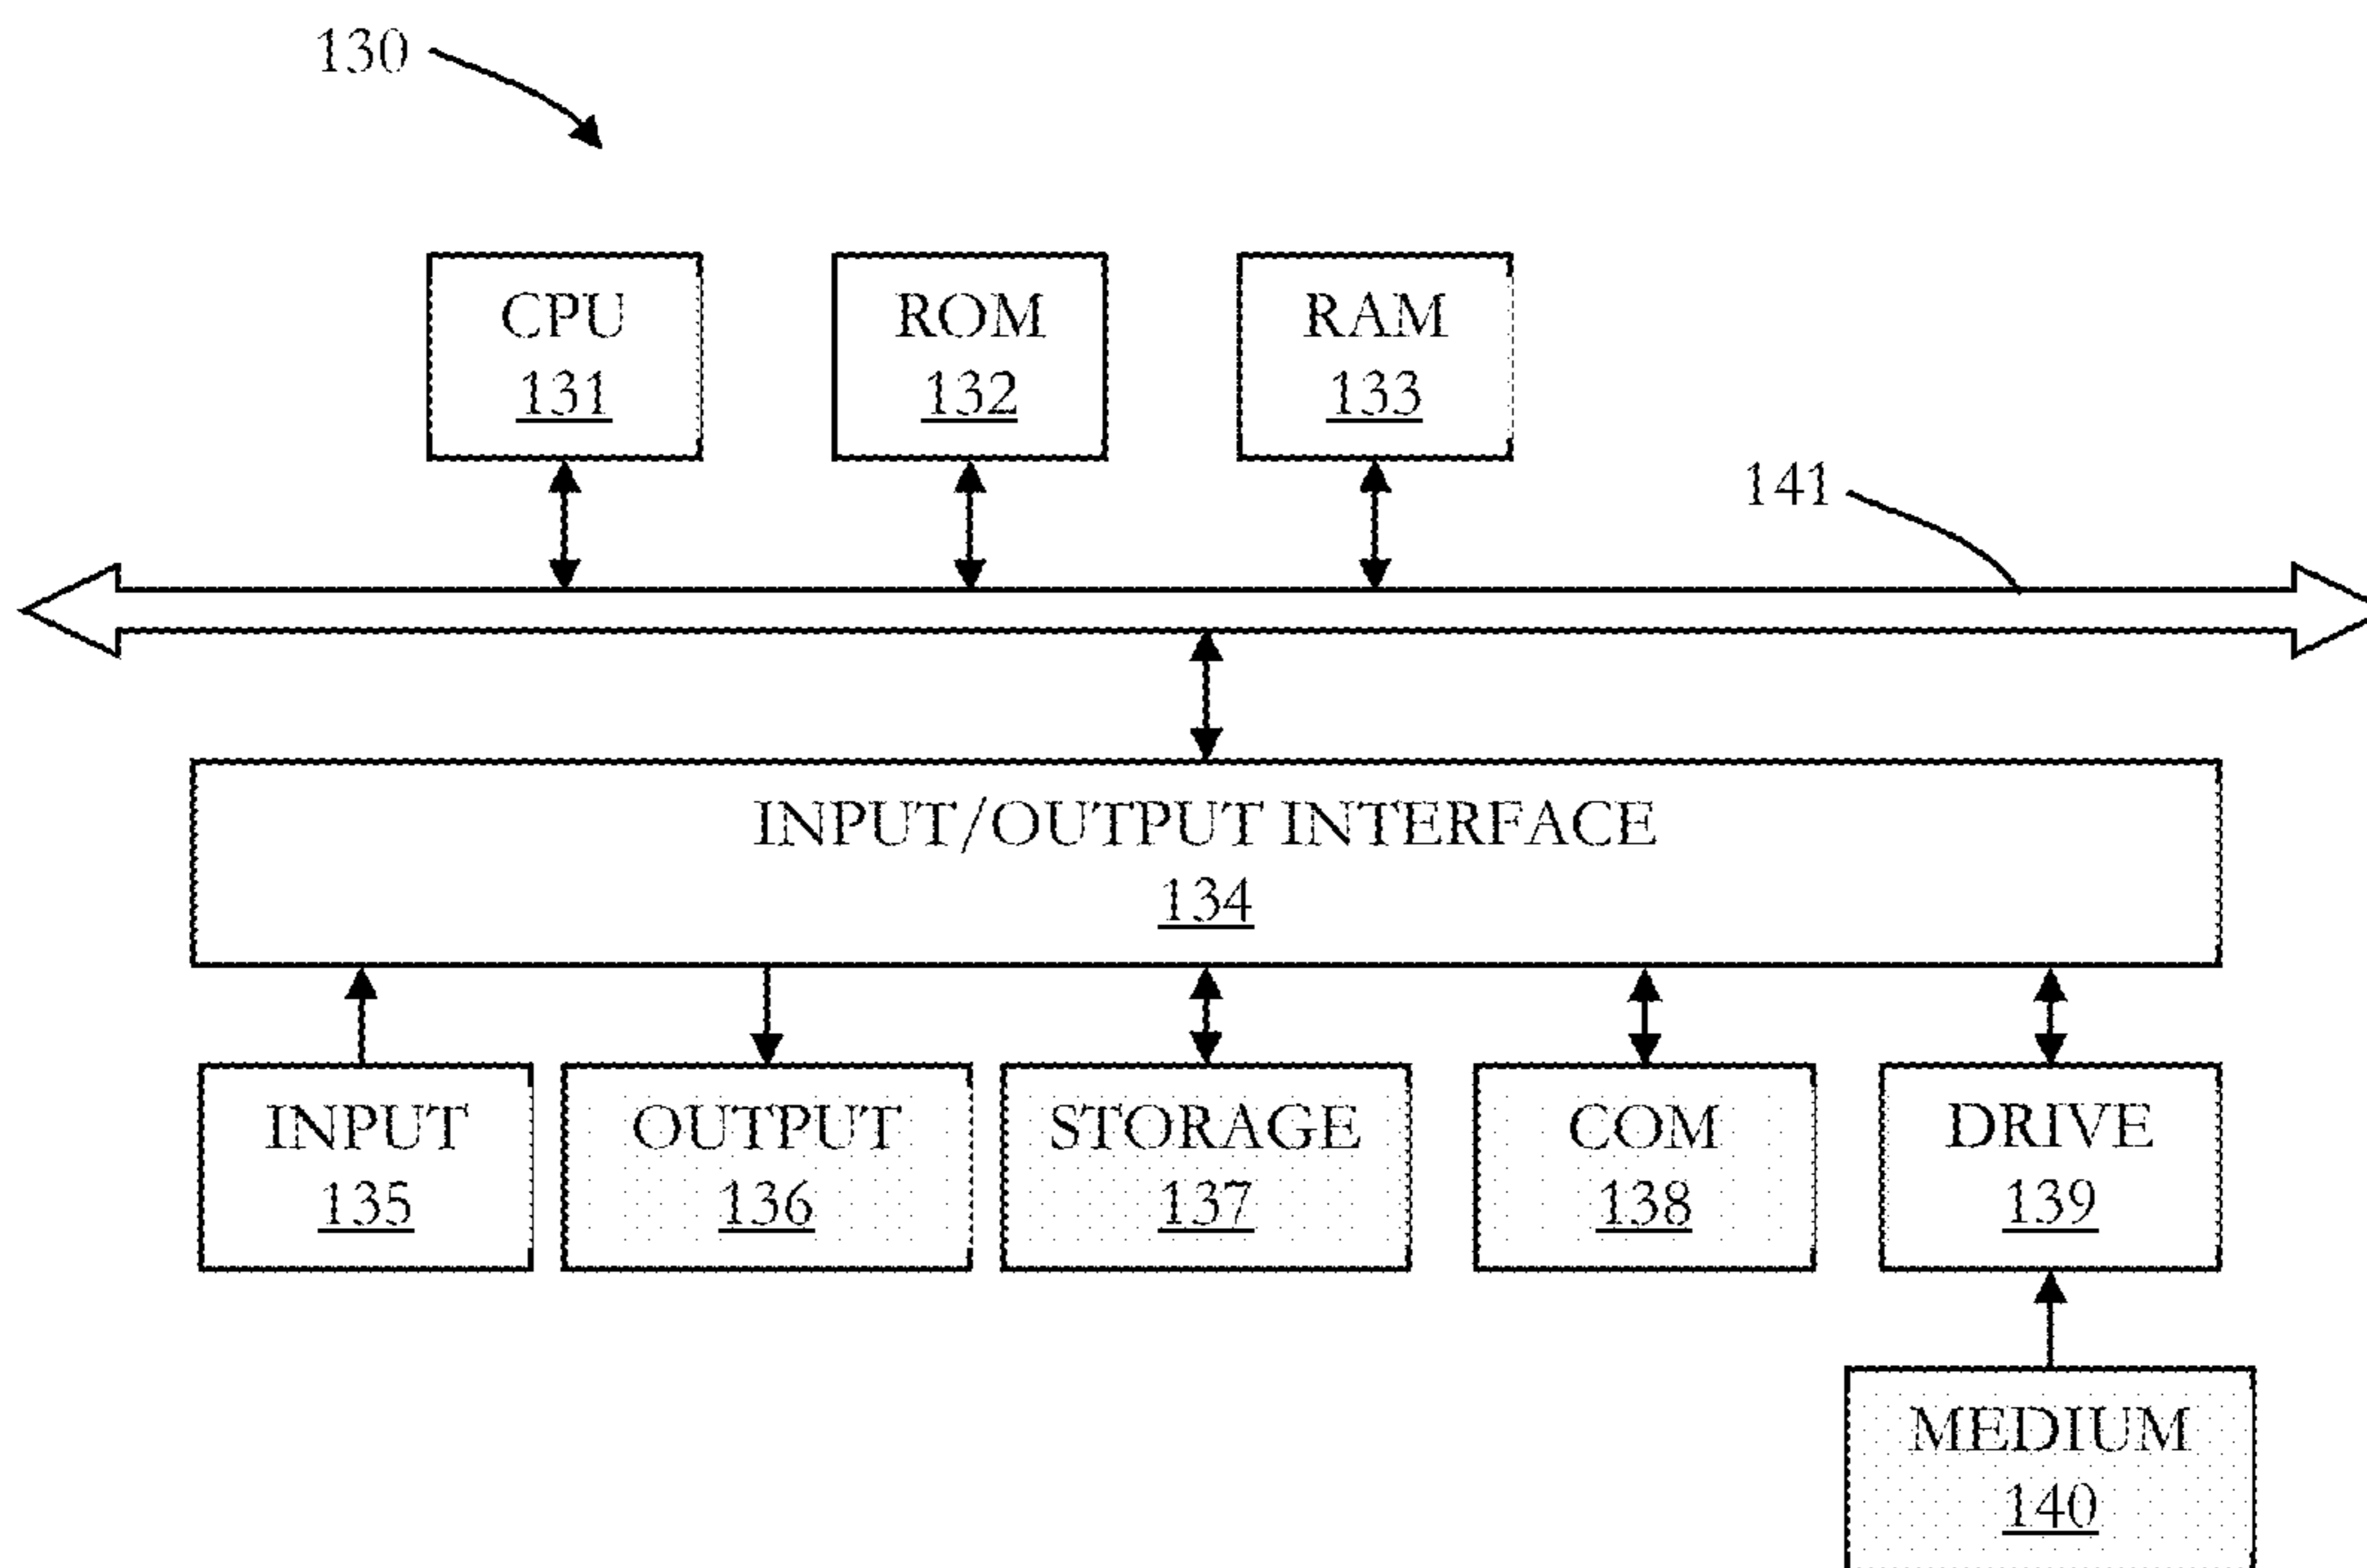 130
CPU
131
ROM
132
RAM
133
141
INPUT/OUTPUT INTERFACE
134
INPUT
135
OUTPUT
136
STORAGE
137
COM
138
DRIVE
139
MEDIUM
140